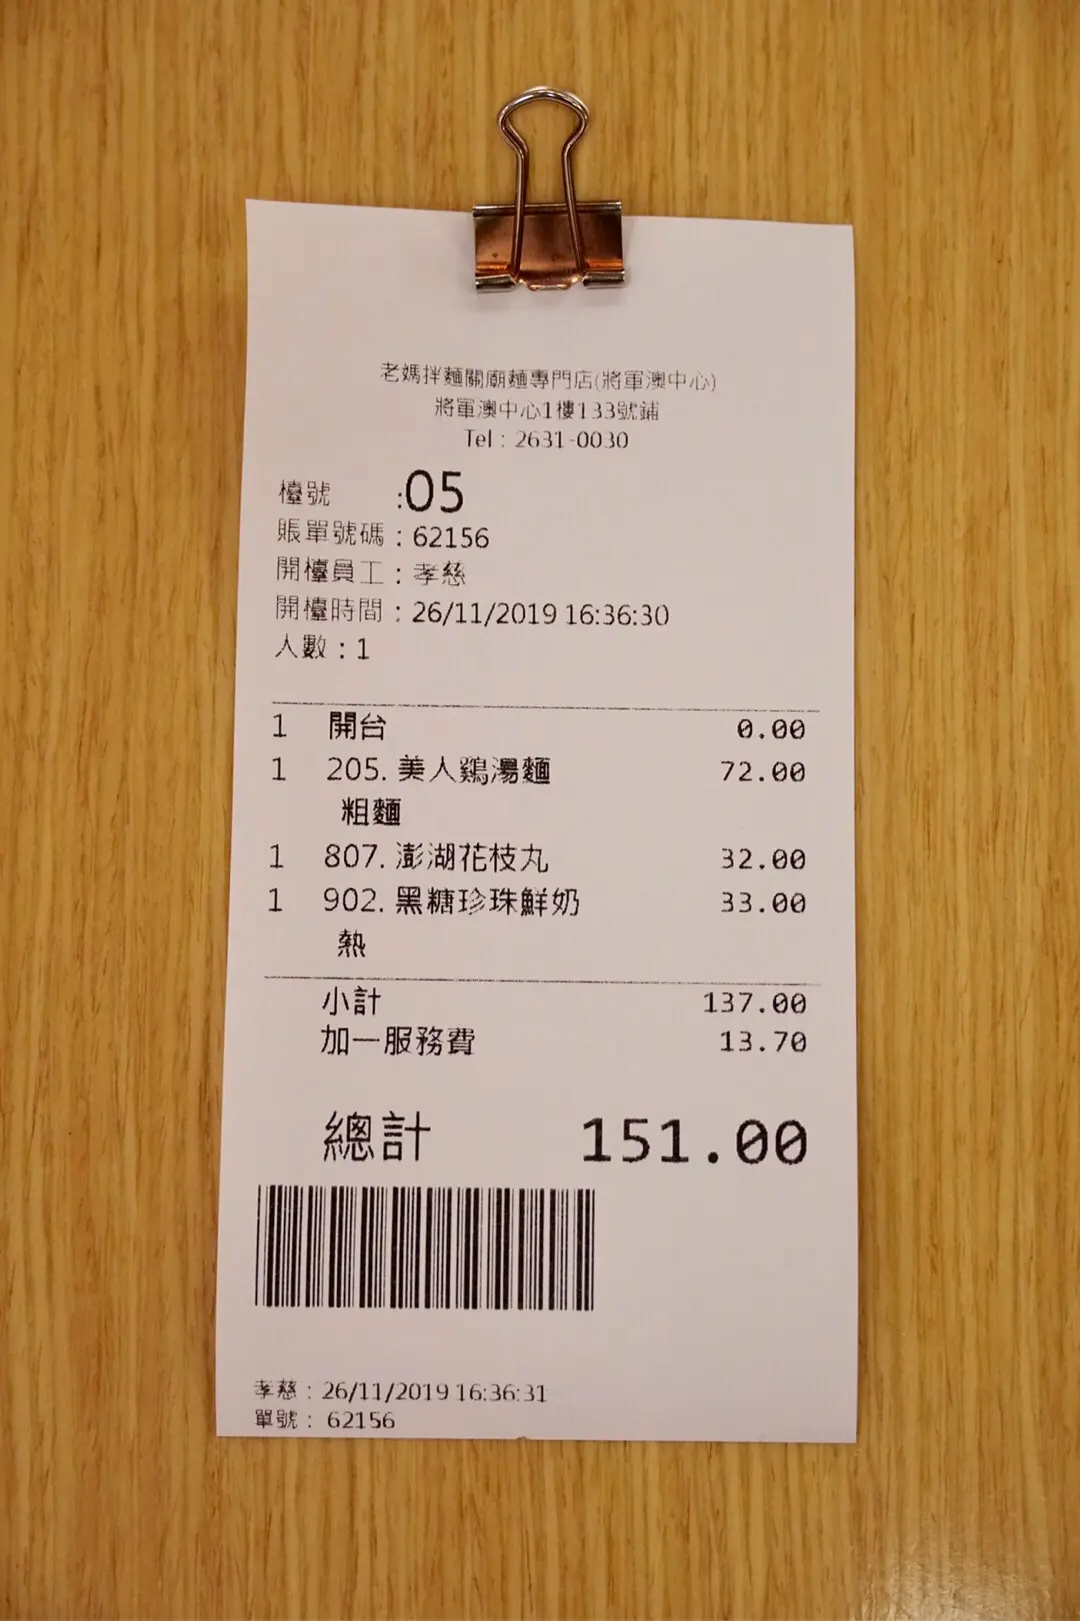 老媽拌麵關廟麵專門店(將軍澳中心)
將軍澳中心1樓133號鋪
Tel : 2631-0030
檯號 :05
賬單號碼 : 62156
開檯員工 : 孝慈
開檯時間 : 26/11/2019 16:36:30
人數 : 1
1 開台 0.00
1 205. 美人鷄湯麵 72.00
粗麵
1 807. 澎湖花枝丸 32.00
1 902. 黑糖珍珠鮮奶 33.00
熱
小計 137.00
加一服務費 13.70
總計 151.00
孝慈 : 26/11/2019 16:36:31
單號 : 62156